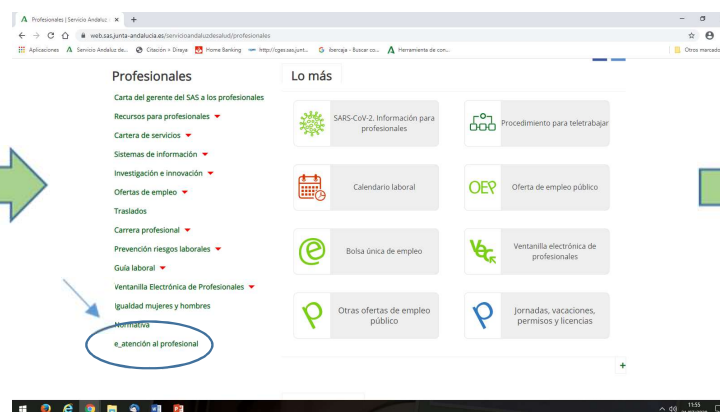 Profesionales | Servicio Andaluz
web.sas.junta-andalucia.es/servicioandaluzdesalud/profesionales
Aplicaciones
Servicio Andaluz de...
Citación > Diraya
Home Banking
ibercaja - Buscar co...
Herramienta de con...
Otros marcado
Profesionales
Lo más
Carta del gerente del SAS a los profesionales
Recursos para profesionales
Cartera de servicios
Sistemas de información
Investigación e innovación
Ofertas de empleo
Traslados
Carrera profesional
Prevención riesgos laborales
Guía laboral
Ventanilla Electrónica de Profesionales
Igualdad mujeres y hombres
Normativa
e_atención al profesional
SARS-CoV-2. Información para
profesionales
Procedimiento para teletrabajar
Calendario laboral
OEP
Oferta de empleo público
Bolsa única de empleo
Vec
Ventanilla electrónica de
profesionales
Otras ofertas de empleo
público
Jornadas, vacaciones,
permisos y licencias
+
11:55